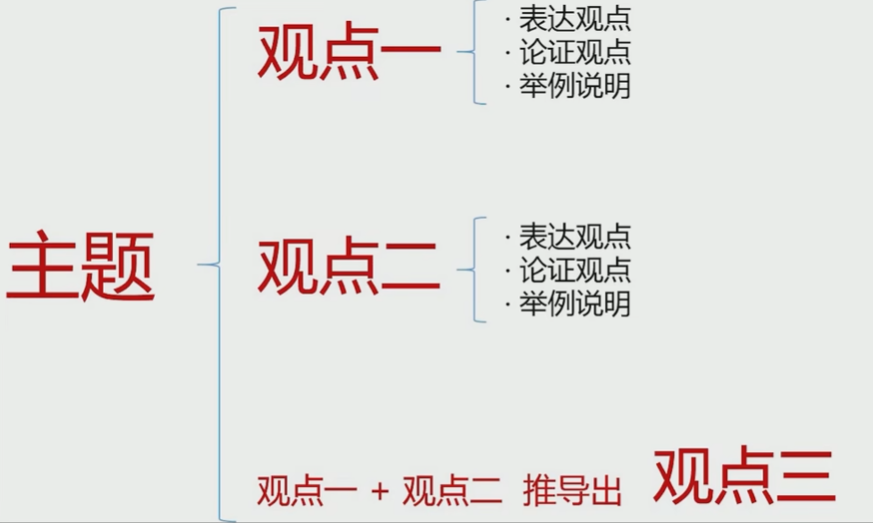 观点一
· 表达观点
· 论证观点
· 举例说明
主题
观点二
· 表达观点
· 论证观点
· 举例说明
观点一 + 观点二 推导出 观点三